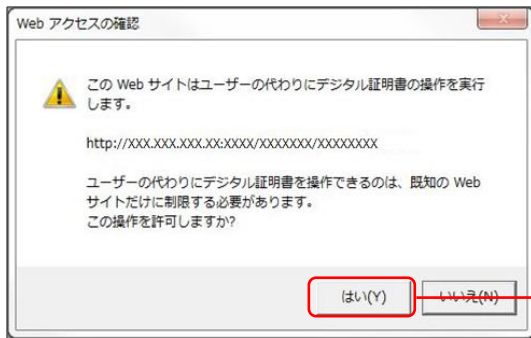 Web アクセスの確認
この Web サイトはユーザーの代わりにデジタル証明書の操作を実行
します。
http://XXX.XXX.XXX.XX:XXXX/XXXXXXX/XXXXXXXX
ユーザーの代わりにデジタル証明書を操作できるのは、既知の Web
サイトだけに制限する必要があります。
この操作を許可しますか?
はい(Y) いいえ(N)